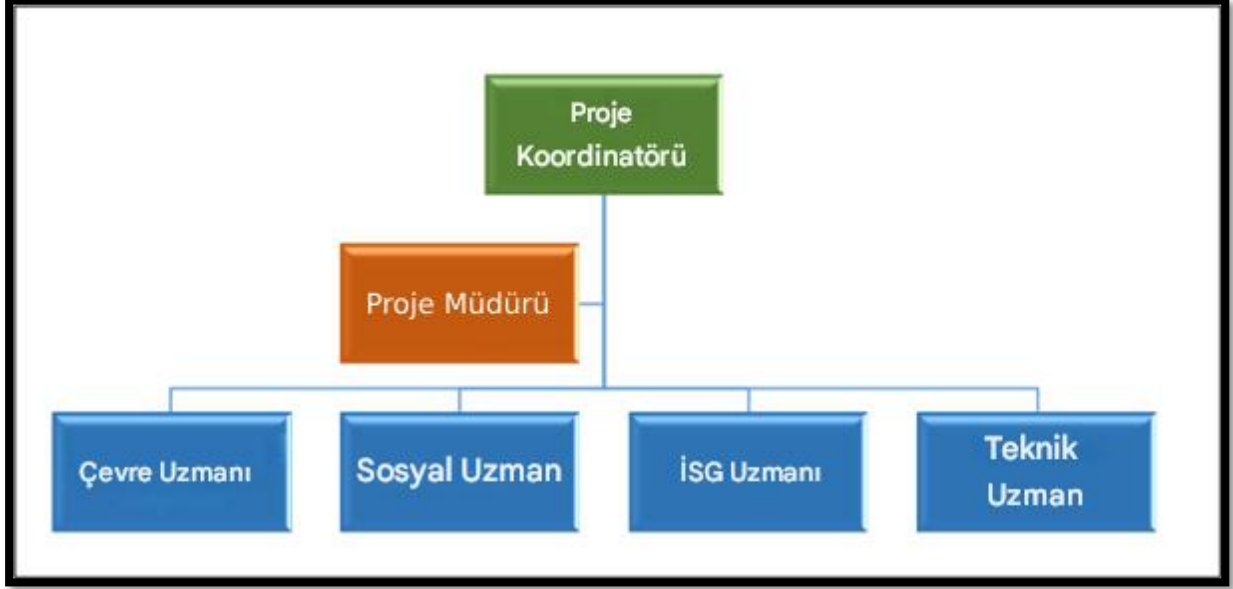 Proje
Koordinatörü
Proje Müdürü
Çevre Uzmanı
Sosyal Uzman
İSG Uzmanı
Teknik
Uzman